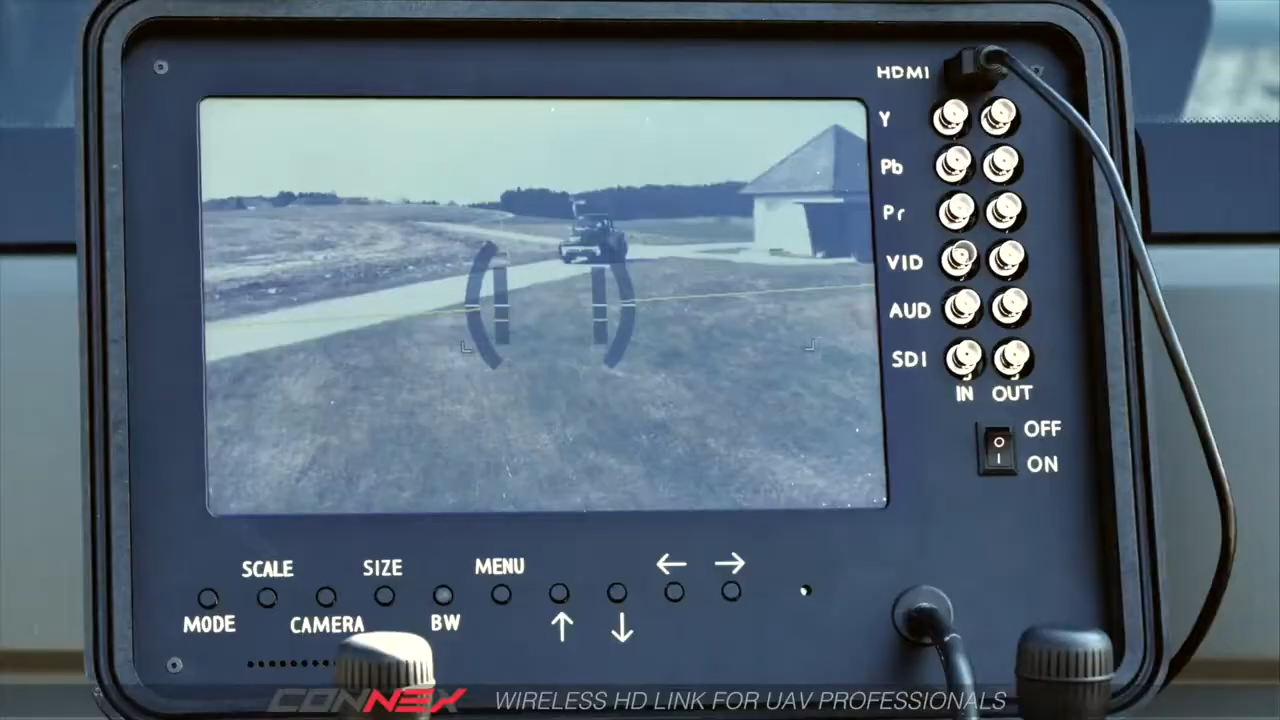 HDMI
Y
Pb
Pr
VID
AUD
SDI
IN OUT
OFF
ON
SCALE SIZE MENU ← →
MODE CAMERA BW ↑ ↓
CONNEX WIRELESS HD LINK FOR UAV PROFESSIONALS